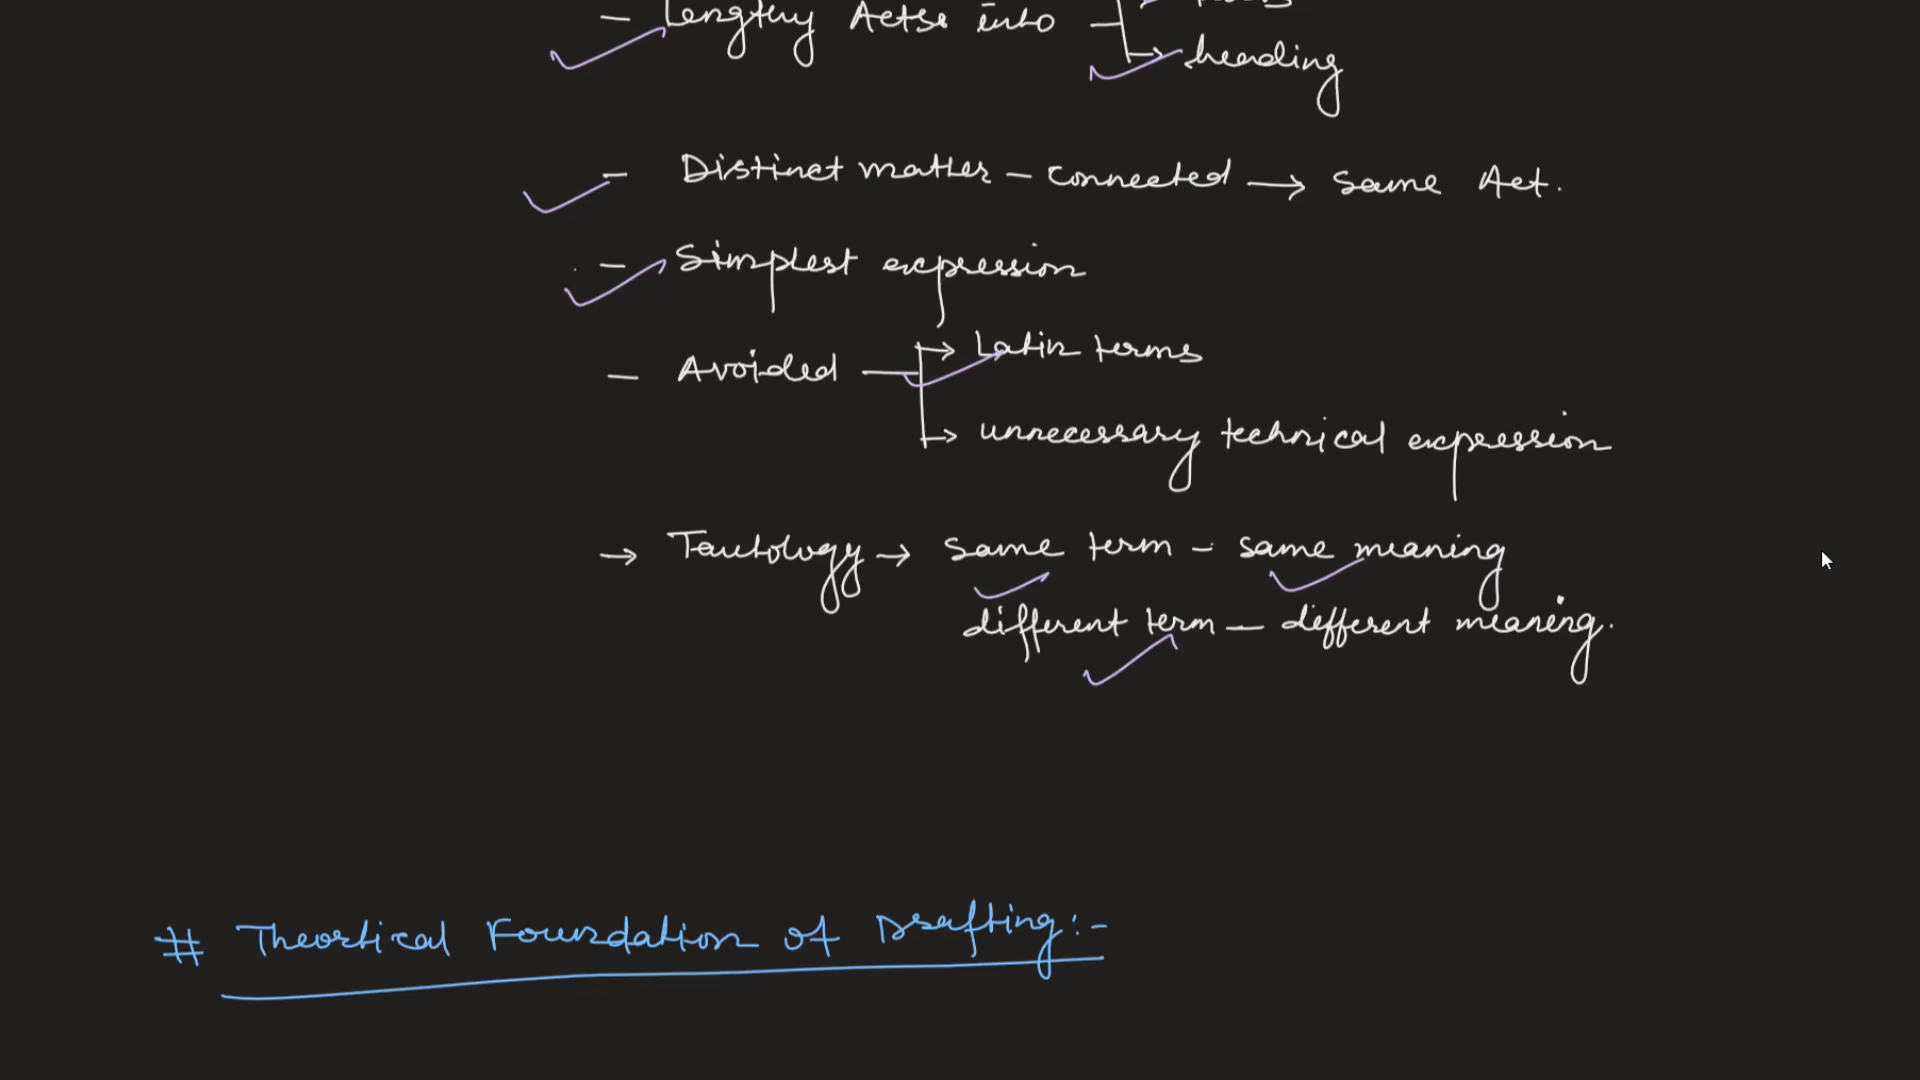 - Lengthy Acts into
→ heading
- Distinct matter - connected → same Act.
- Simplest expression
→ Latin terms
- Avoided
→ unnecessary technical expression
→ Tautology → same term - same meaning
different term - different meaning.
# Theortical Foundation of Drafting:-